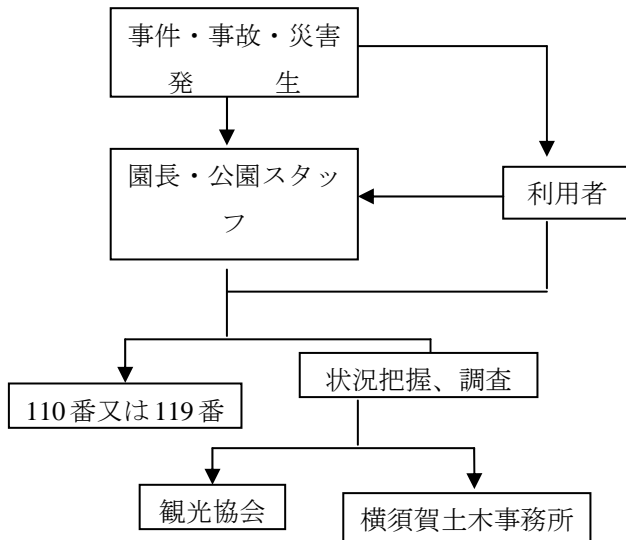 事件・事故・災害
発　　生
園長・公園スタッ
フ
利用者
110番又は119番
状況把握、調査
観光協会
横須賀土木事務所